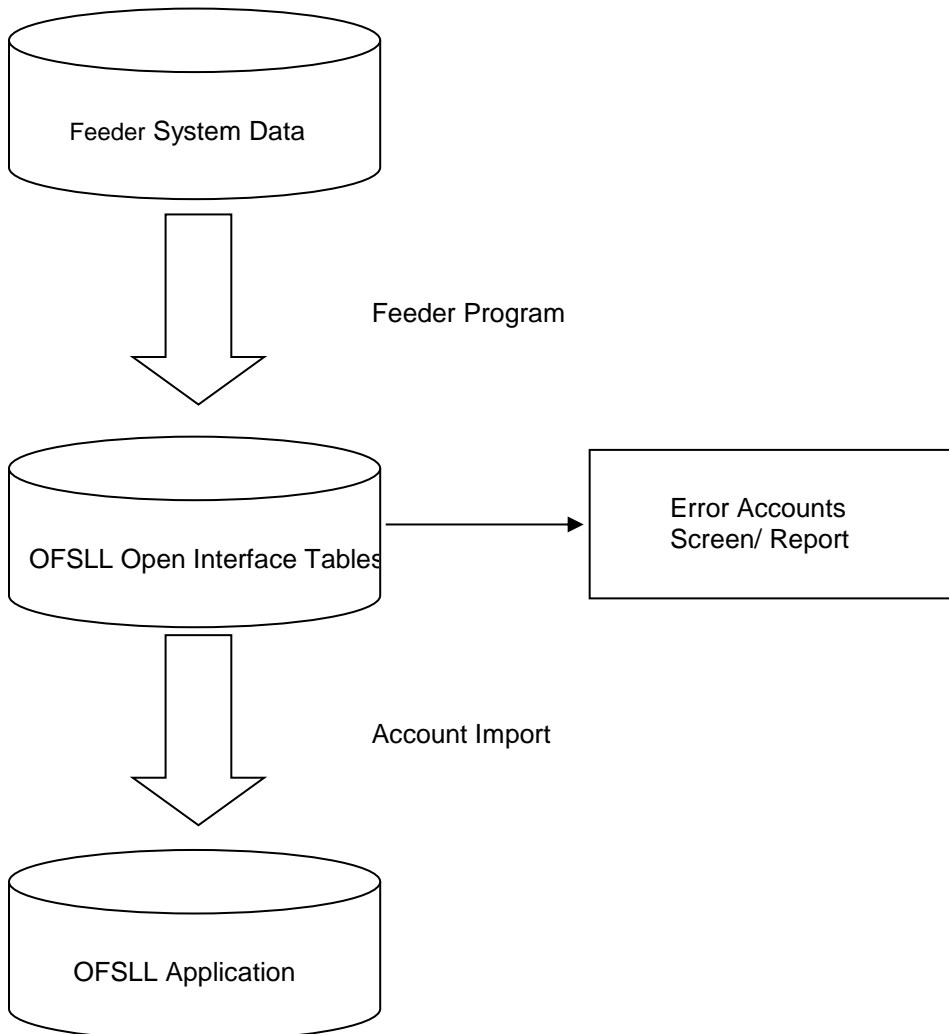 Feeder System Data
Feeder Program
OFSLL Open Interface Tables
Error Accounts
Screen/ Report
Account Import
OFSLL Application